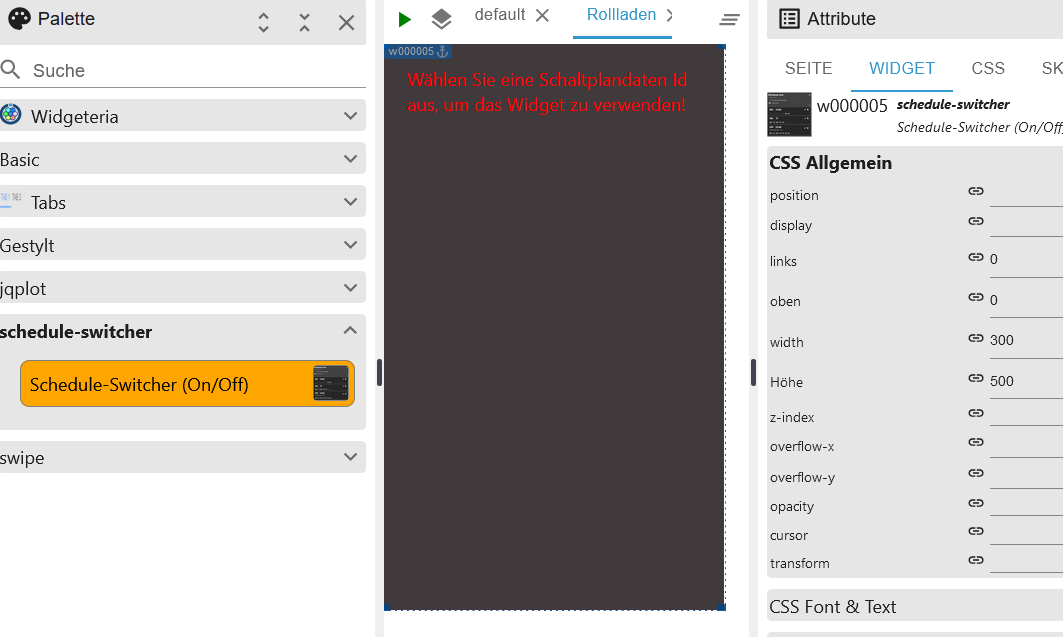 Palette
Suche
Widgeteria
Basic
Tabs
Gestylt
jqplot
schedule-switcher
Schedule-Switcher (On/Off)
swipe
default
Rollladen
w000005
Wählen Sie eine Schaltplandaten Id
aus, um das Widget zu verwenden!
Attribute
SEITE WIDGET CSS SK
w000005 schedule-switcher
Schedule-Switcher (On/Off
CSS Allgemein
position
display
links 0
oben 0
width 300
Höhe 500
z-index
overflow-x
overflow-y
opacity
cursor
transform
CSS Font & Text